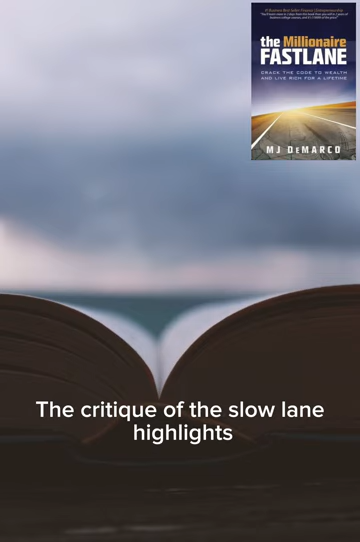 the Millionaire
FASTLANE
CRACK THE CODE TO WEALTH
AND LIVE RICH FOR A LIFETIME
MJ DEMARCO
The critique of the slow lane
highlights